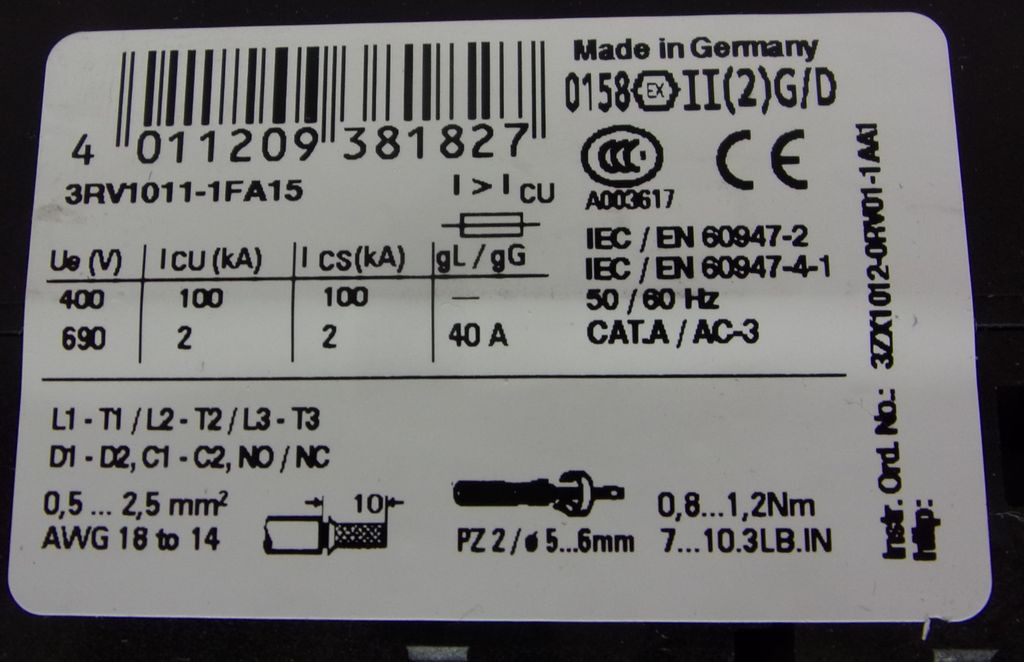 4 011209 381827
3RV1011-1FA15
I > I CU
Ue (V) I CU (kA) I CS(kA) gL / gG
400 100 100 —
690 2 2 40 A
Made in Germany
0158 EX II(2)G/D
CCC CE
A003617
IEC / EN 60947-2
IEC / EN 60947-4-1
50 / 60 Hz
CAT.A / AC-3
L1 - T1 / L2 - T2 / L3 - T3
D1 - D2, C1 - C2, NO / NC
0,5 ... 2,5 mm²
AWG 18 to 14
10
PZ 2 / ø 5...6mm
0,8...1,2Nm
7...10.3LB.IN
Instr. Ord. No.: 3ZX1012-0RV01-1AA1
http: